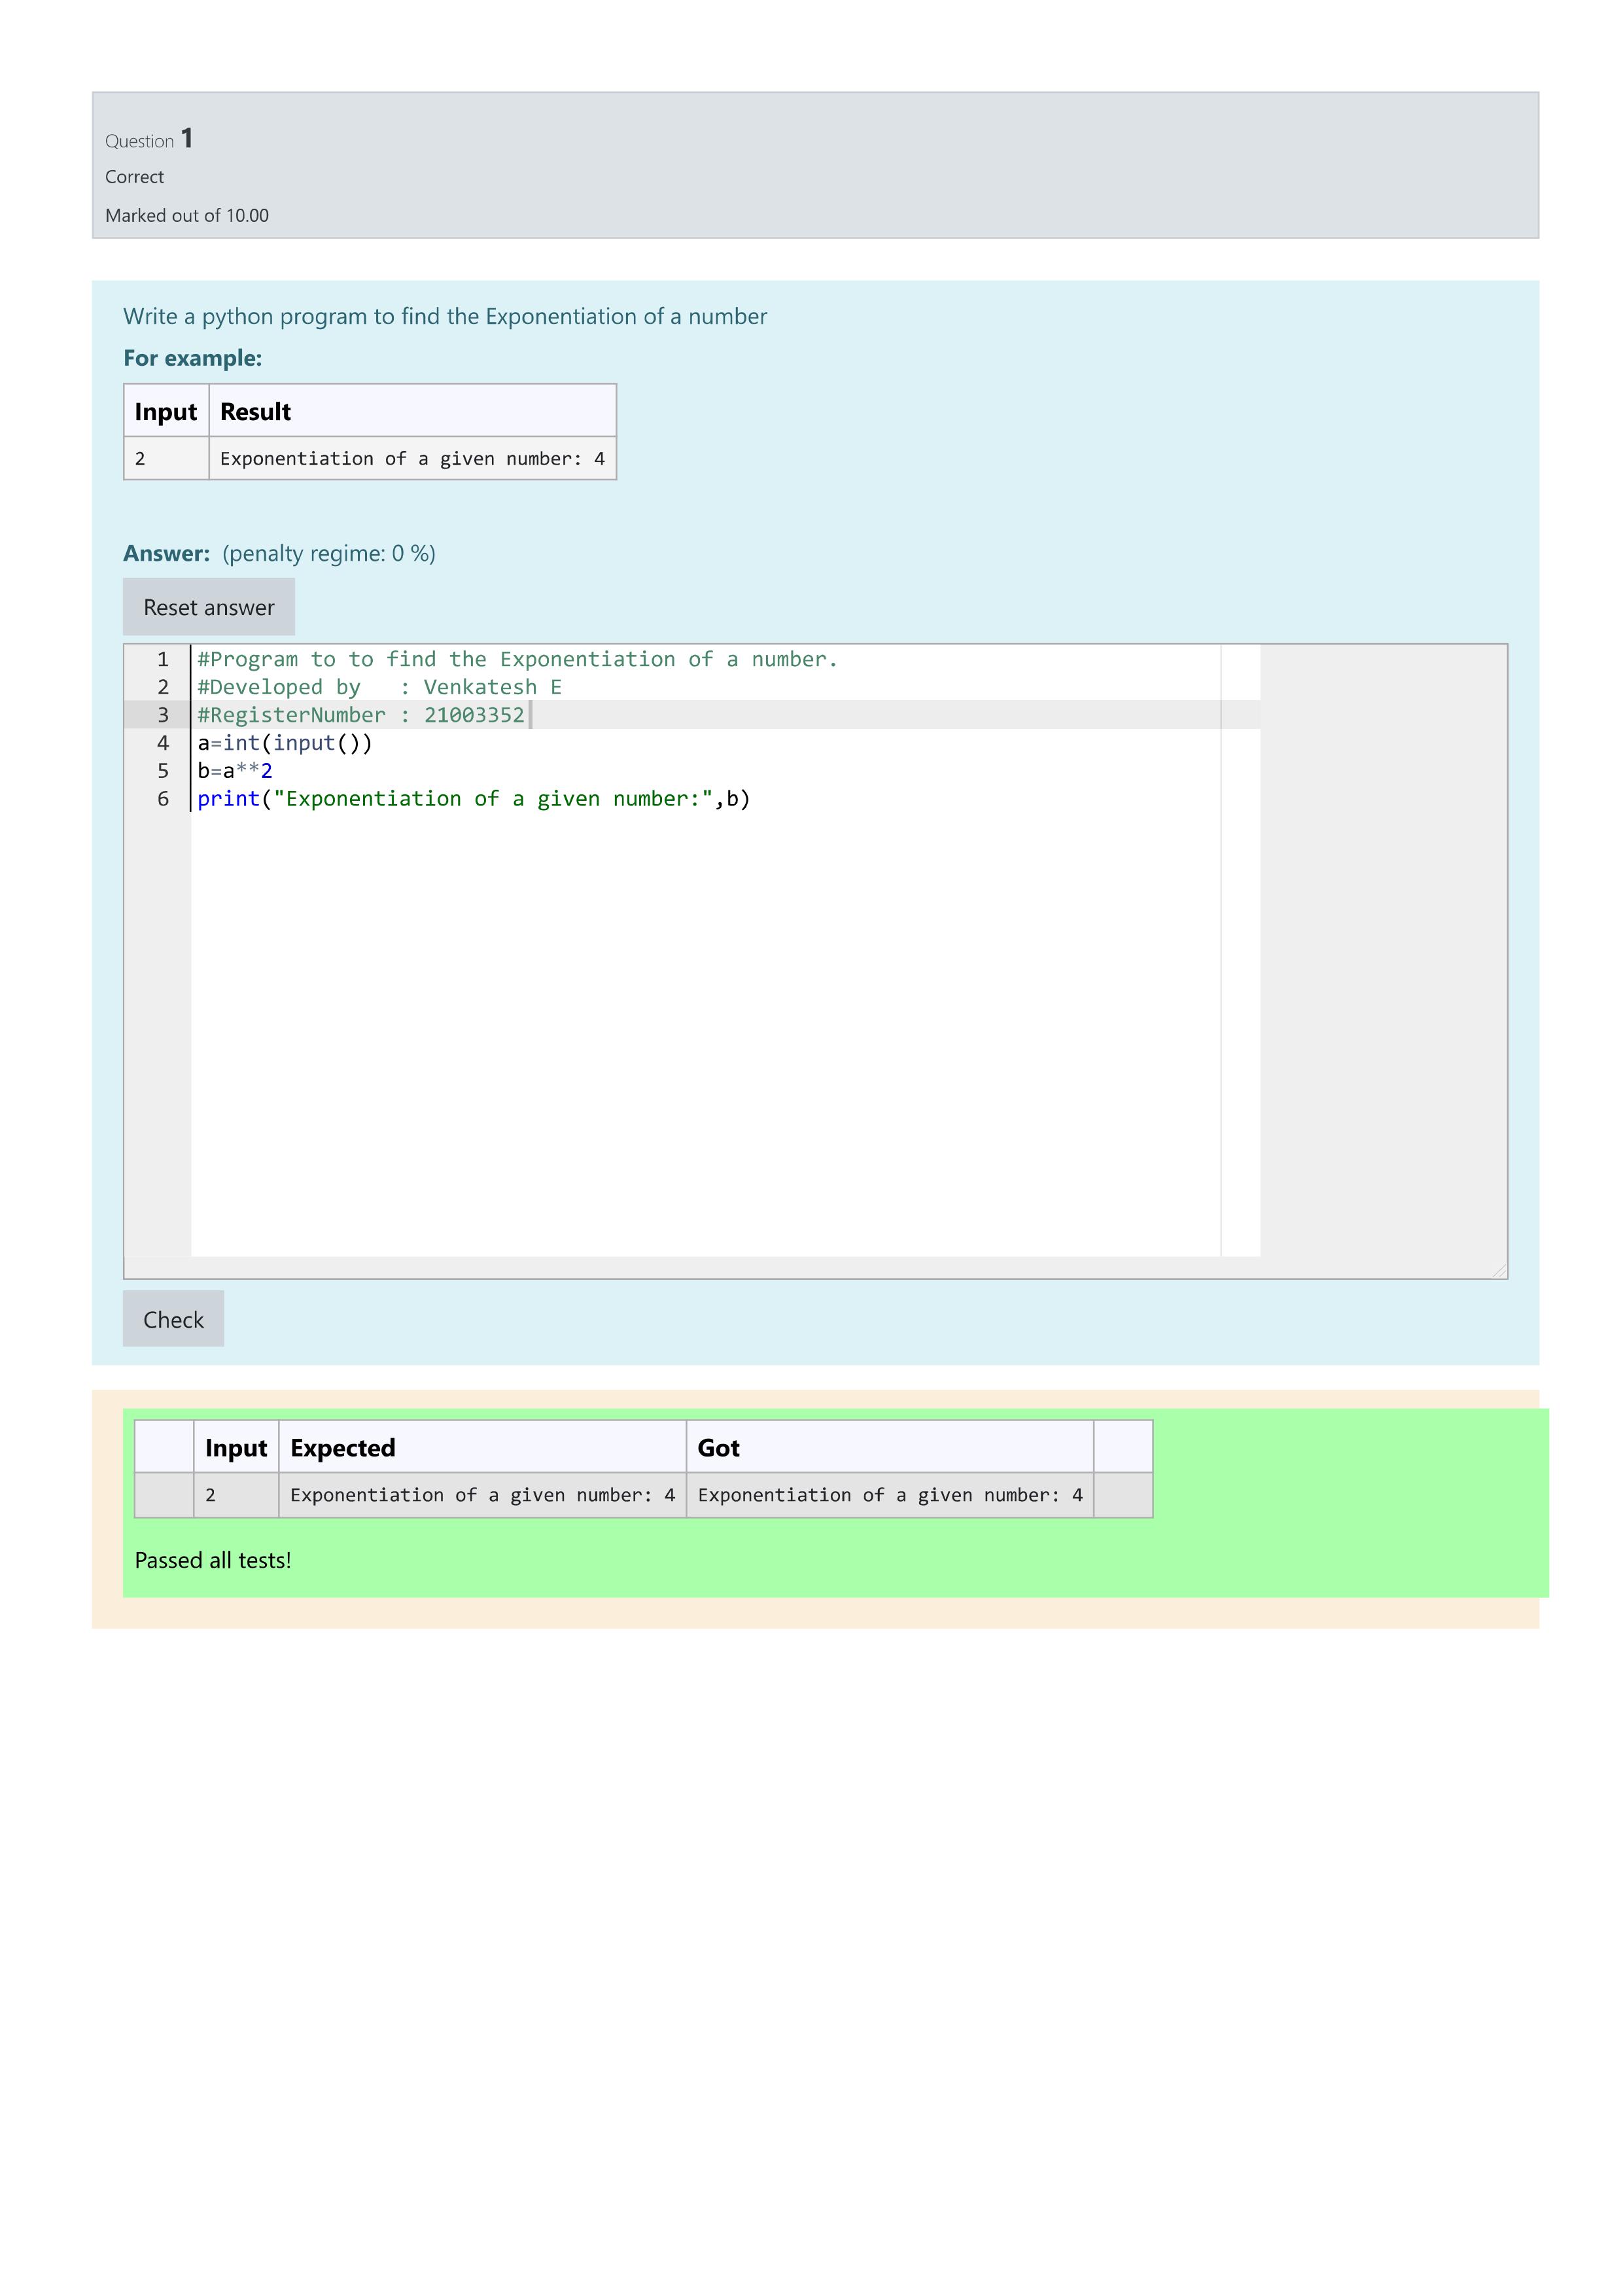 Question 1
Correct
Marked out of 10.00
Write a python program to find the Exponentiation of a number
For example:
Input Result
2 Exponentiation of a given number: 4
Answer: (penalty regime: 0 %)
Reset answer
1 #Program to to find the Exponentiation of a number.
2 #Developed by   : Venkatesh E
3 #RegisterNumber : 21003352
4 a=int(input())
5 b=a**2
6 print("Exponentiation of a given number:",b)
Check
Input Expected Got
2 Exponentiation of a given number: 4 Exponentiation of a given number: 4
Passed all tests!